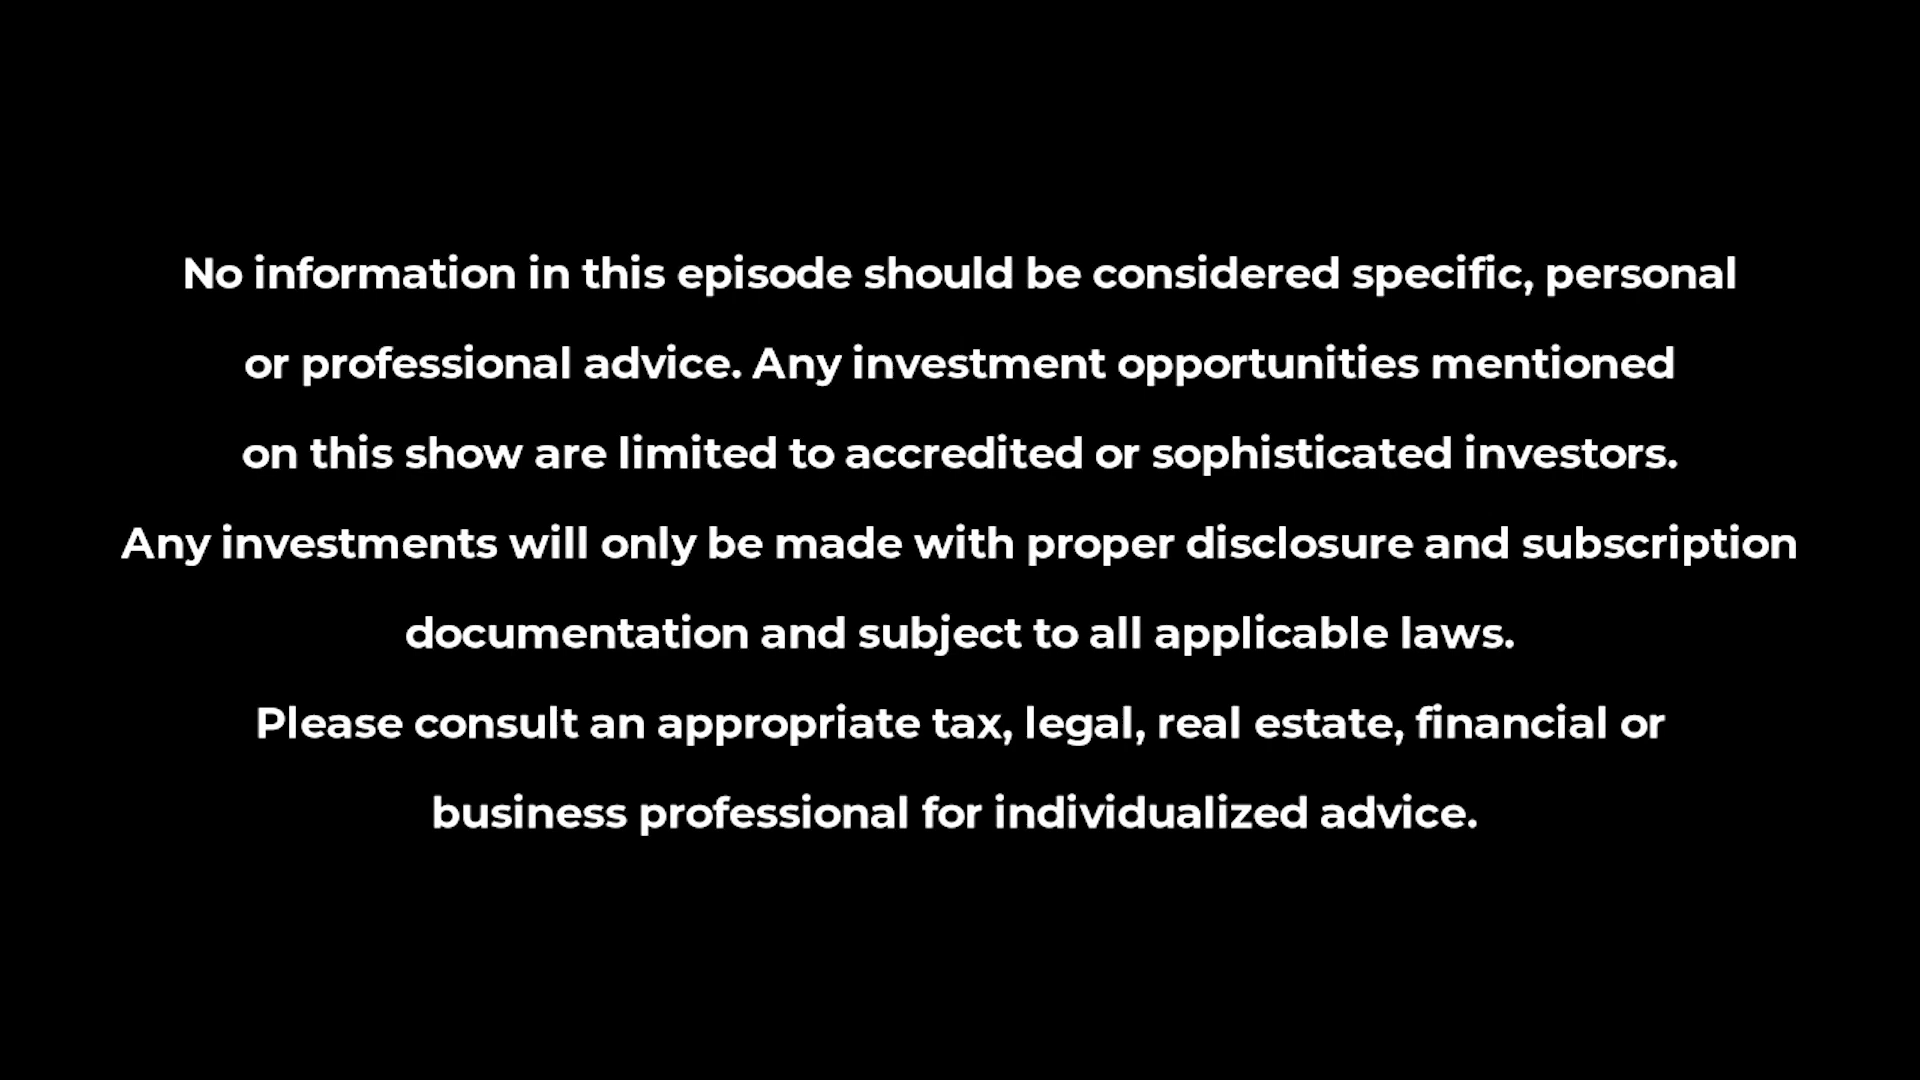 No information in this episode should be considered specific, personal
or professional advice. Any investment opportunities mentioned
on this show are limited to accredited or sophisticated investors.
Any investments will only be made with proper disclosure and subscription
documentation and subject to all applicable laws.
Please consult an appropriate tax, legal, real estate, financial or
business professional for individualized advice.